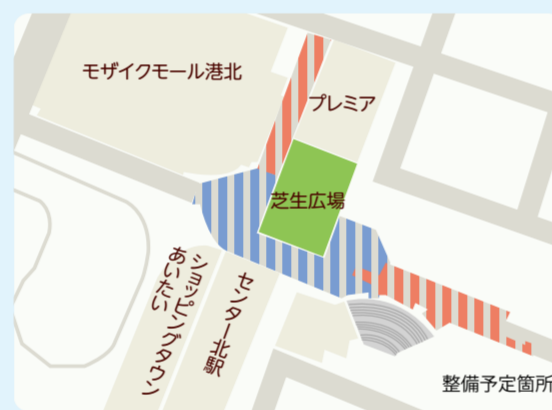 モザイクモール港北
プレミア
芝生広場
ショッピングタウン
あいたい
センター北駅
整備予定箇所